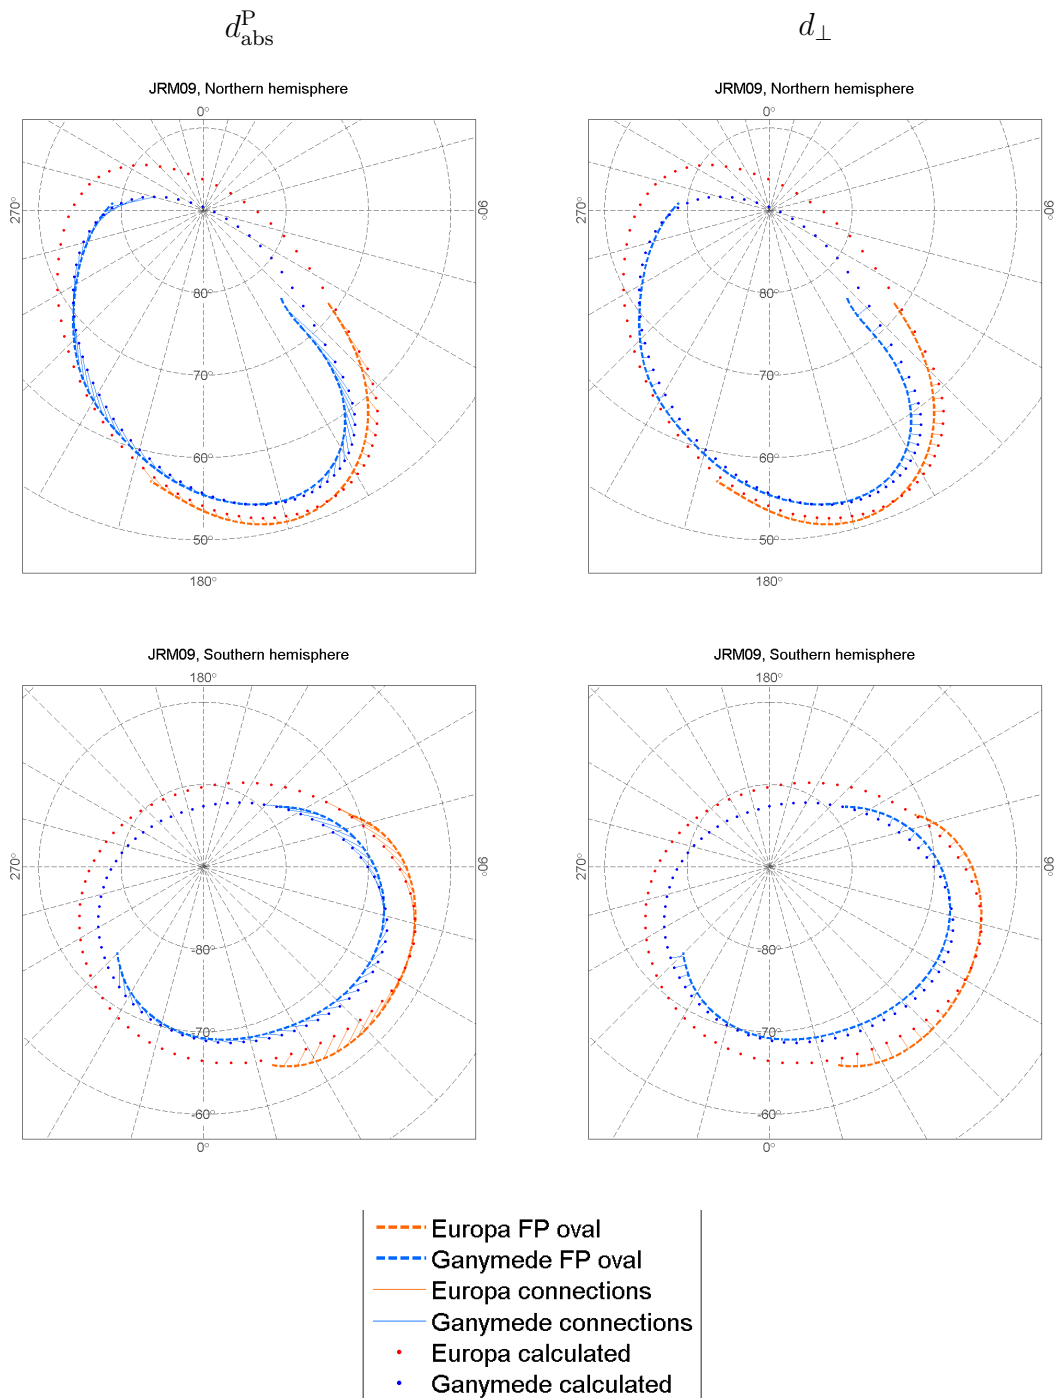 d_abs^P d_⊥
JRM09, Northern hemisphere JRM09, Northern hemisphere
0° 0°
270° 90° 270° 90°
80° 80°
70° 70°
60° 60°
50° 50°
180° 180°
JRM09, Southern hemisphere JRM09, Southern hemisphere
180° 180°
270° 90° 270° 90°
-80° -80°
-70° -70°
-60° -60°
0° 0°
Europa FP oval
Ganymede FP oval
Europa connections
Ganymede connections
Europa calculated
Ganymede calculated